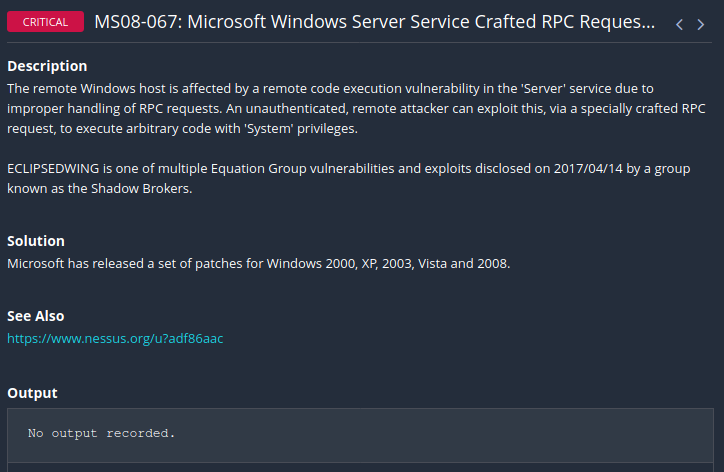 CRITICAL MS08-067: Microsoft Windows Server Service Crafted RPC Reques...
Description
The remote Windows host is affected by a remote code execution vulnerability in the 'Server' service due to
improper handling of RPC requests. An unauthenticated, remote attacker can exploit this, via a specially crafted RPC
request, to execute arbitrary code with 'System' privileges.
ECLIPSEDWING is one of multiple Equation Group vulnerabilities and exploits disclosed on 2017/04/14 by a group
known as the Shadow Brokers.
Solution
Microsoft has released a set of patches for Windows 2000, XP, 2003, Vista and 2008.
See Also
https://www.nessus.org/u?adf86aac
Output
No output recorded.